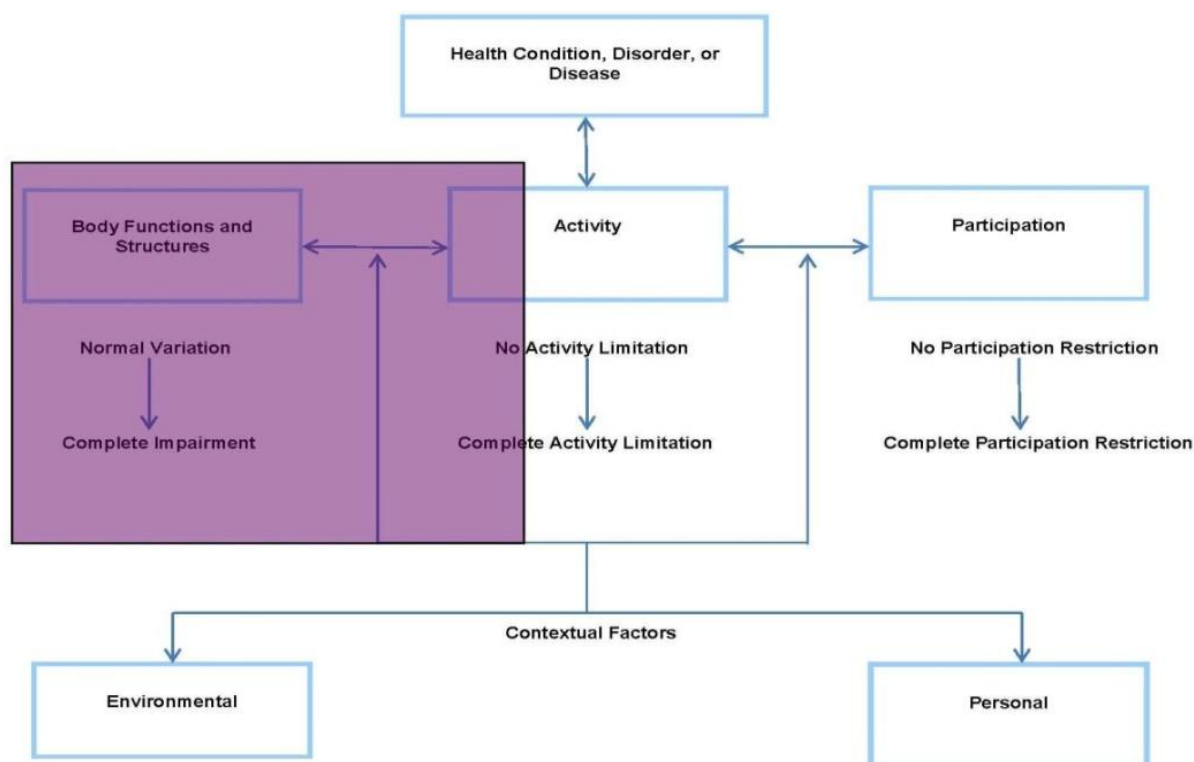 Health Condition, Disorder, or
Disease
Body Functions and
Structures
Activity
Participation
Normal Variation
No Activity Limitation
No Participation Restriction
Complete Impairment
Complete Activity Limitation
Complete Participation Restriction
Contextual Factors
Environmental
Personal